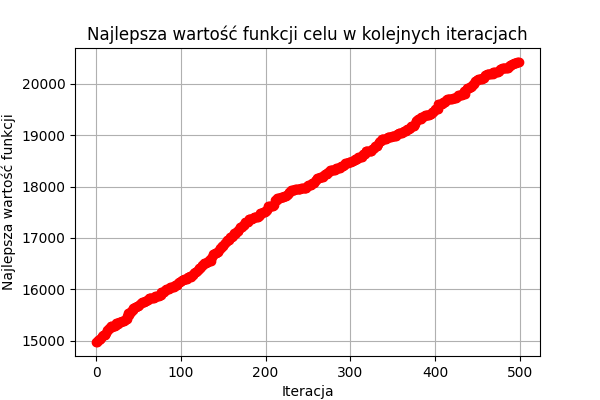 Najlepsza wartość funkcji celu w kolejnych iteracjach
Najlepsza wartość funkcji
20000
19000
18000
17000
16000
15000
0 100 200 300 400 500
Iteracja